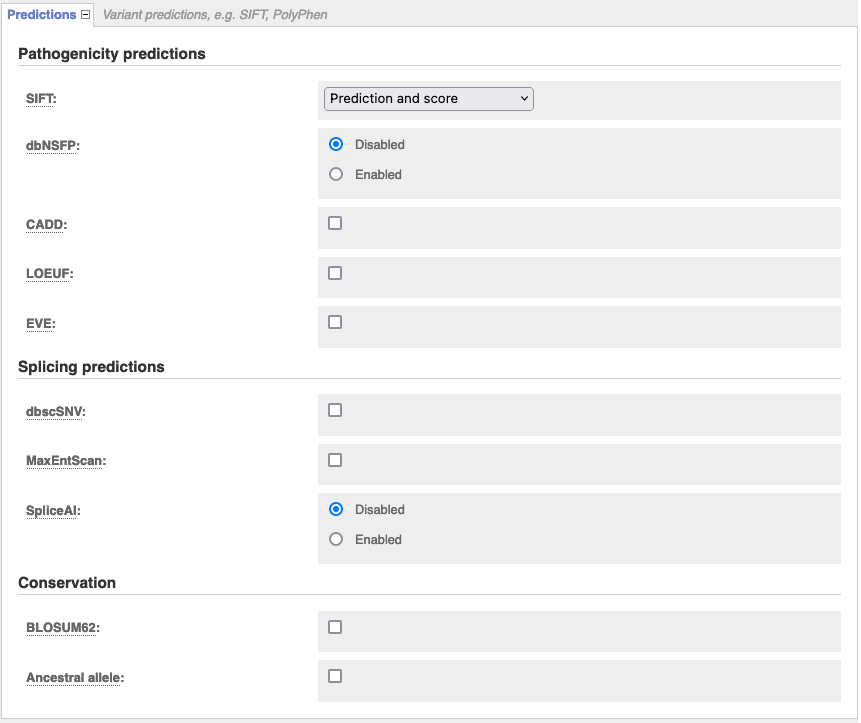 Predictions Variant predictions, e.g. SIFT, PolyPhen
Pathogenicity predictions
SIFT: Prediction and score
dbNSFP: Disabled
Enabled
CADD:
LOEUF:
EVE:
Splicing predictions
dbscSNV:
MaxEntScan:
SpliceAI: Disabled
Enabled
Conservation
BLOSUM62:
Ancestral allele: